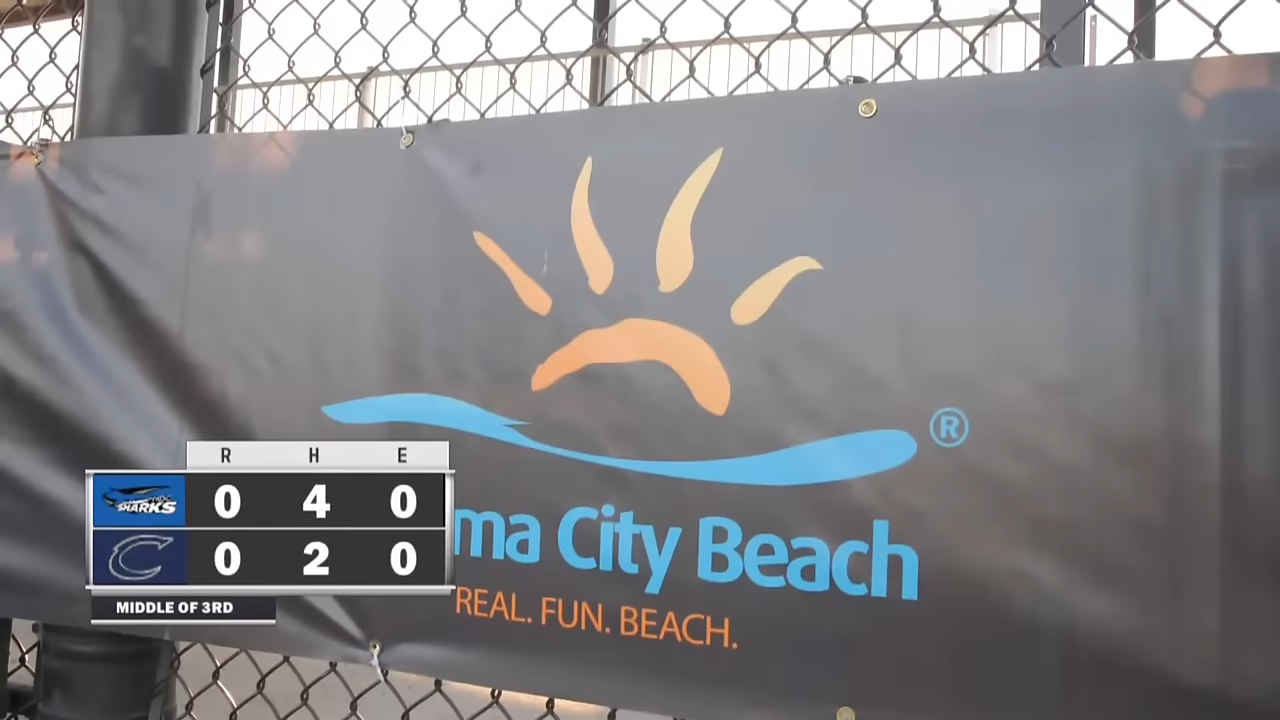 ®
ma City Beach
REAL. FUN. BEACH.
R H E
SHARKS 0 4 0
C 0 2 0
MIDDLE OF 3RD